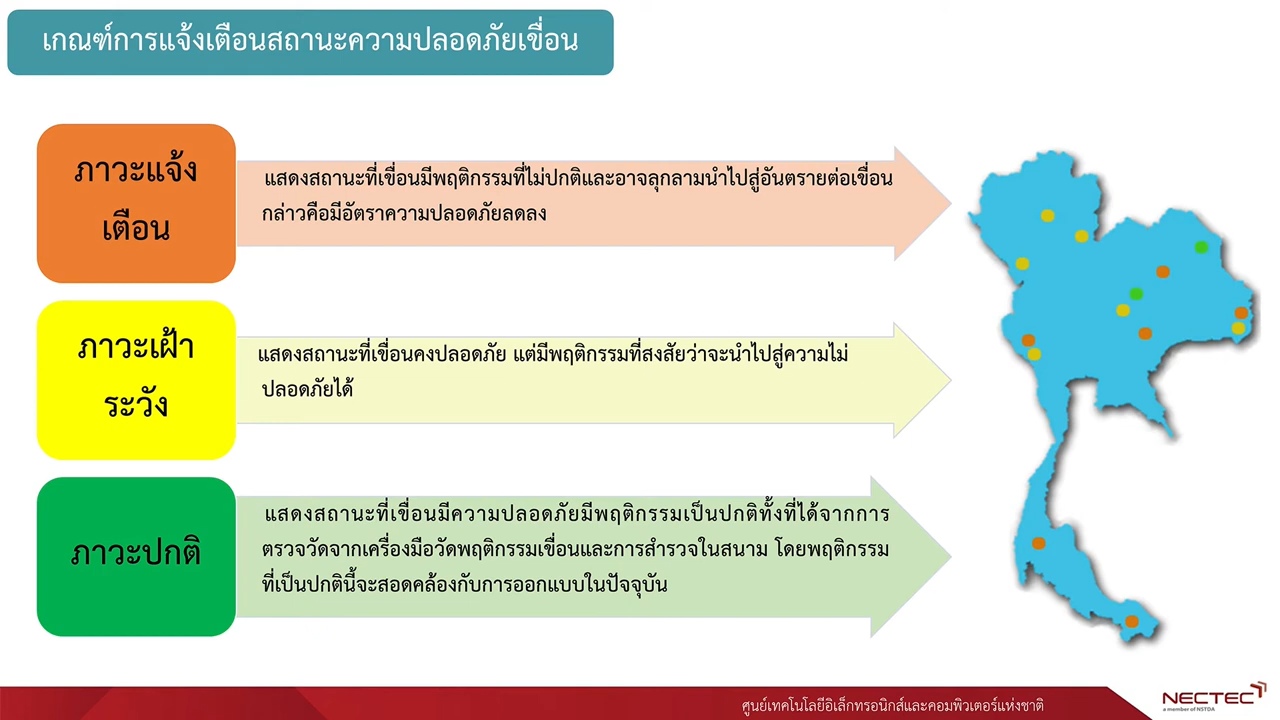 เกณฑ์การแจ้งเตือนสถานะความปลอดภัยเขื่อน
ภาวะแจ้ง
เตือน
แสดงสถานะที่เขื่อนมีพฤติกรรมที่ไม่ปกติและอาจลุกลามนำไปสู่อันตรายต่อเขื่อน
กล่าวคือมีอัตราความปลอดภัยลดลง
ภาวะเฝ้า
ระวัง
แสดงสถานะที่เขื่อนคงปลอดภัย แต่มีพฤติกรรมที่สงสัยว่าจะนำไปสู่ความไม่
ปลอดภัยได้
ภาวะปกติ
แสดงสถานะที่เขื่อนมีความปลอดภัยมีพฤติกรรมเป็นปกติทั้งที่ได้จากการ
ตรวจวัดจากเครื่องมือวัดพฤติกรรมเขื่อนและการสำรวจในสนาม โดยพฤติกรรม
ที่เป็นปกตินี้จะสอดคล้องกับการออกแบบในปัจจุบัน
ศูนย์เทคโนโลยีอิเล็กทรอนิกส์และคอมพิวเตอร์แห่งชาติ
NECTEC
a member of NSTDA